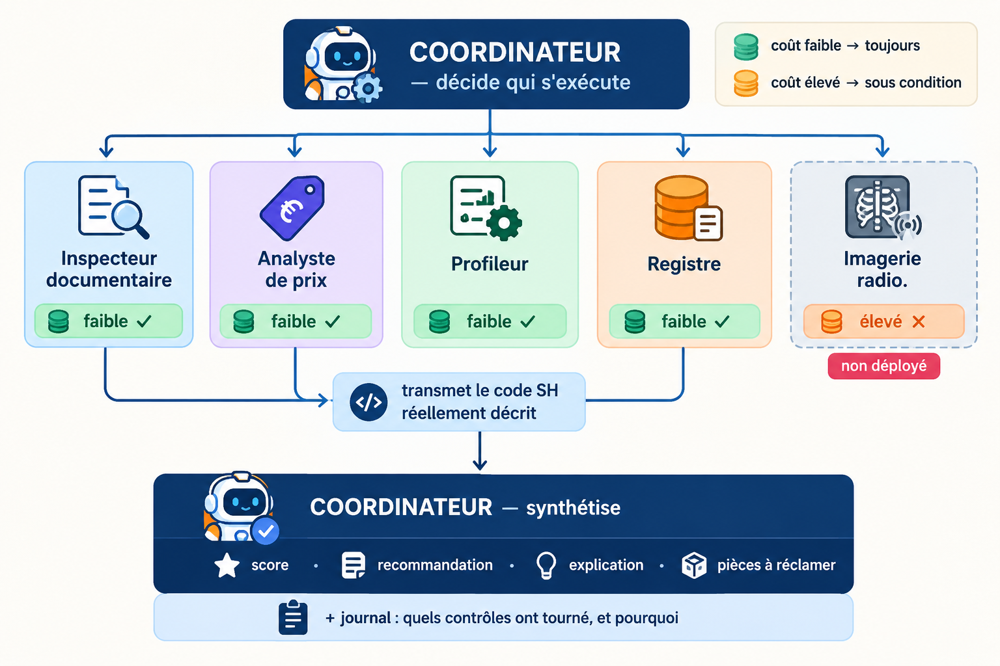 COORDINATEUR
— décide qui s'exécute
coût faible → toujours
coût élevé → sous condition
Inspecteur
documentaire
faible ✓
Analyste
de prix
faible ✓
Profileur
faible ✓
Registre
faible ✓
Imagerie
radio.
élevé ✕
non déployé
transmet le code SH
réellement décrit
COORDINATEUR — synthétise
score · recommandation · explication · pièces à réclamer
+ journal : quels contrôles ont tourné, et pourquoi